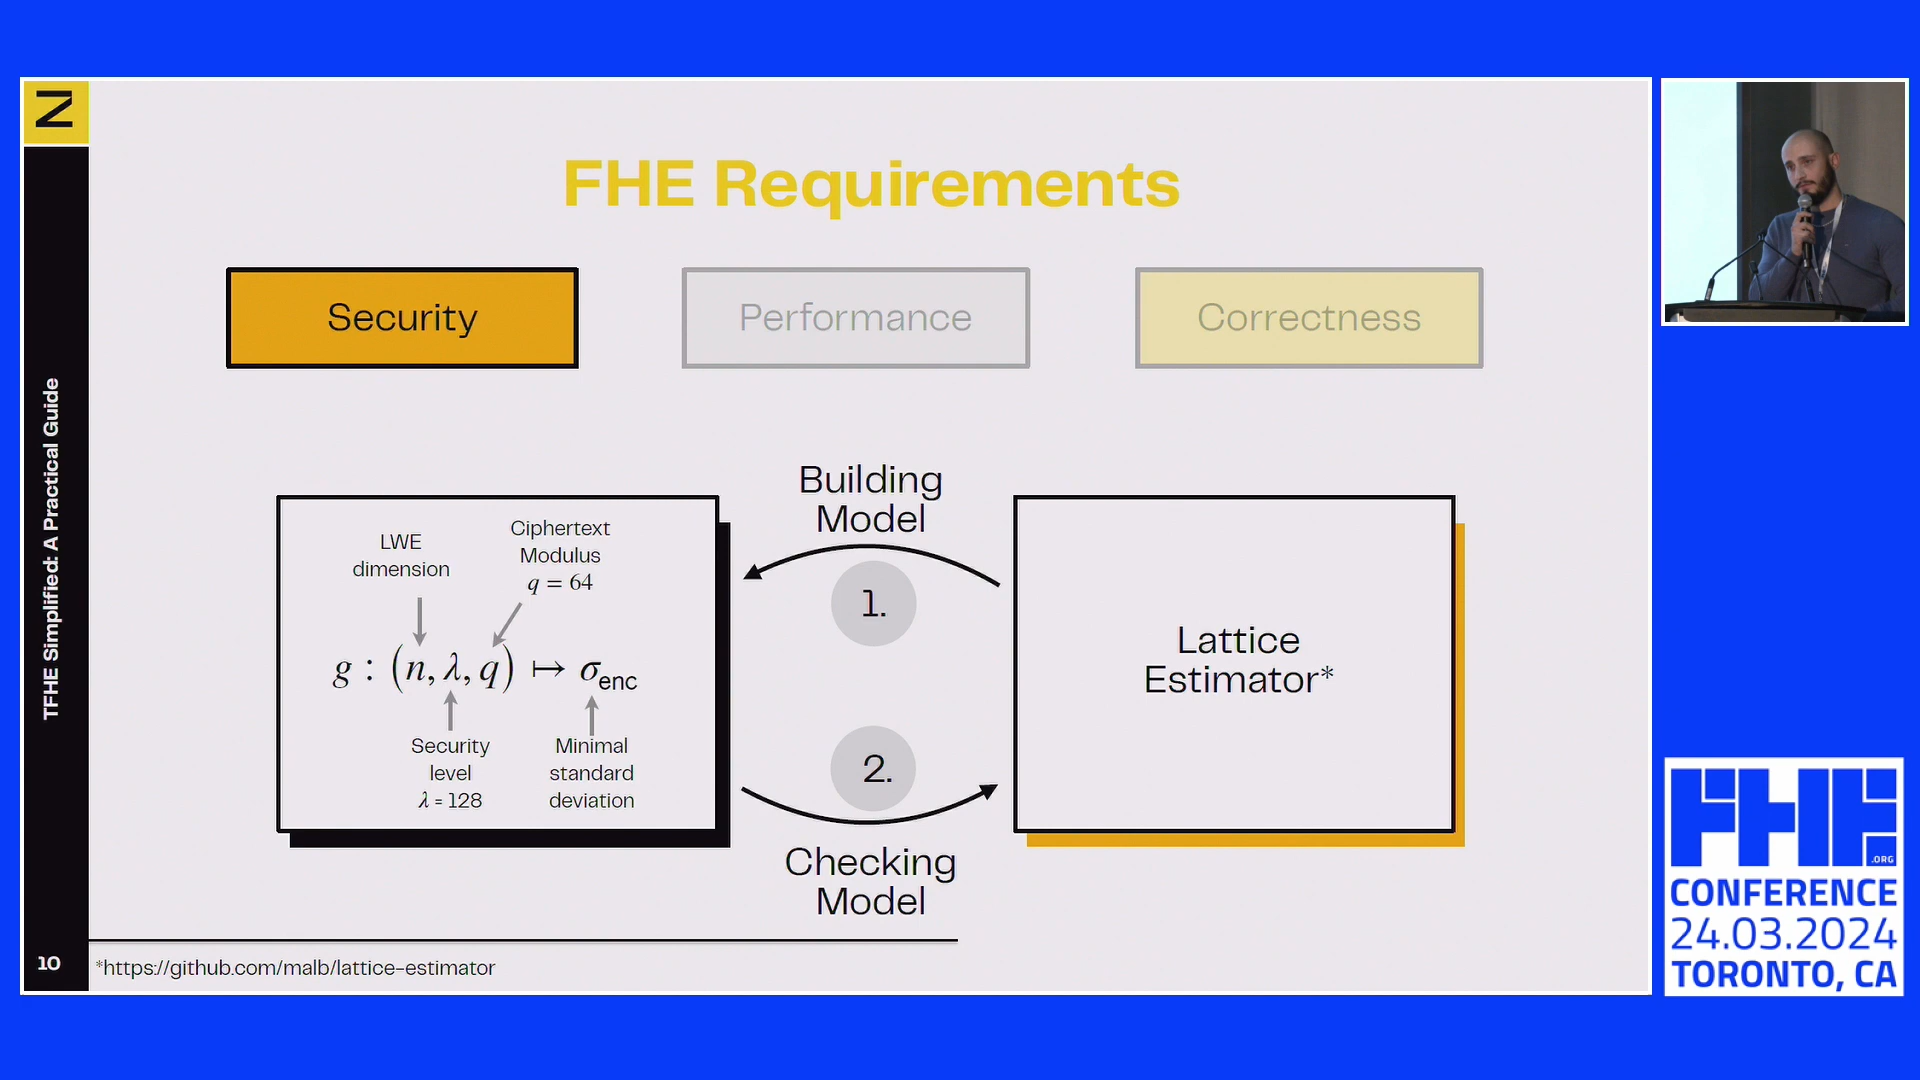 FHE Requirements
Security
Performance
Correctness
Building
Model
1.
2.
Checking
Model
LWE
dimension
Ciphertext
Modulus
q = 64
g : (n, λ, q) ↦ σenc
Security
level
λ = 128
Minimal
standard
deviation
Lattice
Estimator*
TFHE Simplified: A Practical Guide
10
*https://github.com/malb/lattice-estimator
FHE
.ORG
CONFERENCE
24.03.2024
TORONTO, CA